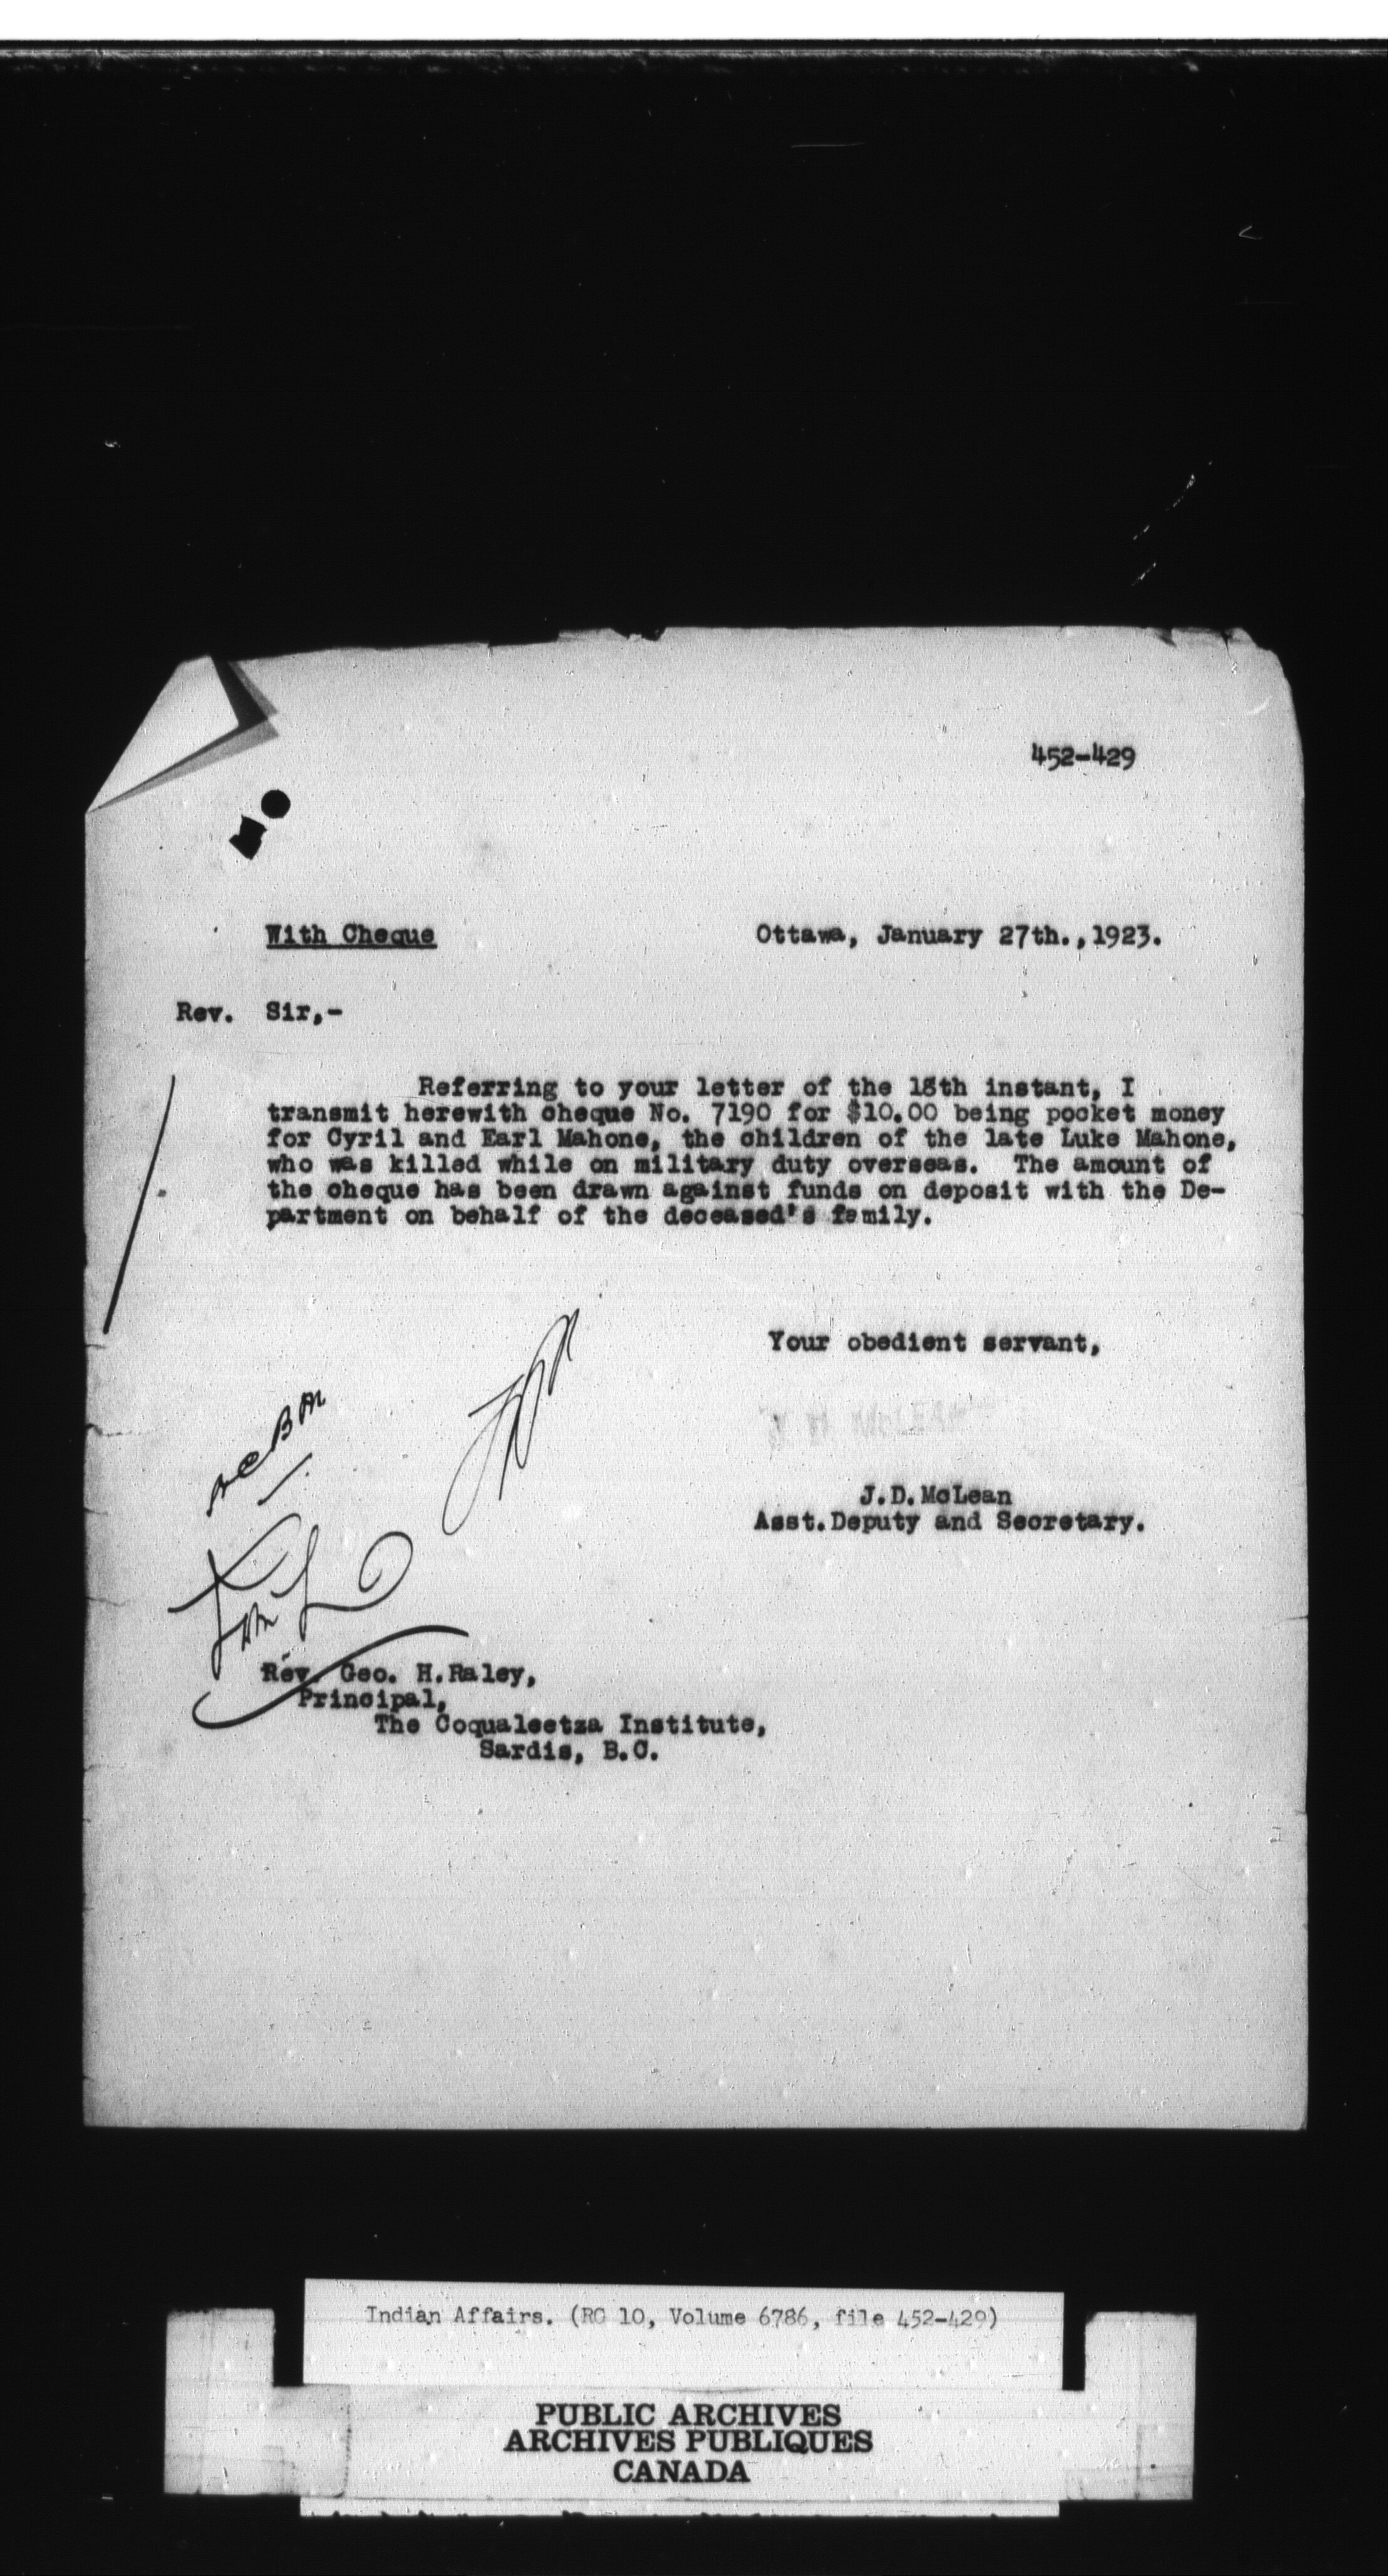 452-429
With Cheque
Ottawa, January 27th., 1923.
Rev. Sir,-
Referring to your letter of the 18th instant, I
transmit herewith cheque No. 7190 for $10.00 being pocket money
for Cyril and Earl Mahone, the children of the late Luke Mahone,
who was killed while on military duty overseas. The amount of
the cheque has been drawn against funds on deposit with the De-
partment on behalf of the deceased's family.
Your obedient servant,
J.D.McLean
Asst.Deputy and Secretary.
Rev. Geo. H.Raley,
Principal,
The Coqualeetza Institute,
Sardis, B.C.
Indian Affairs. (RG 10, Volume 6786, file 452-429)
PUBLIC ARCHIVES
ARCHIVES PUBLIQUES
CANADA